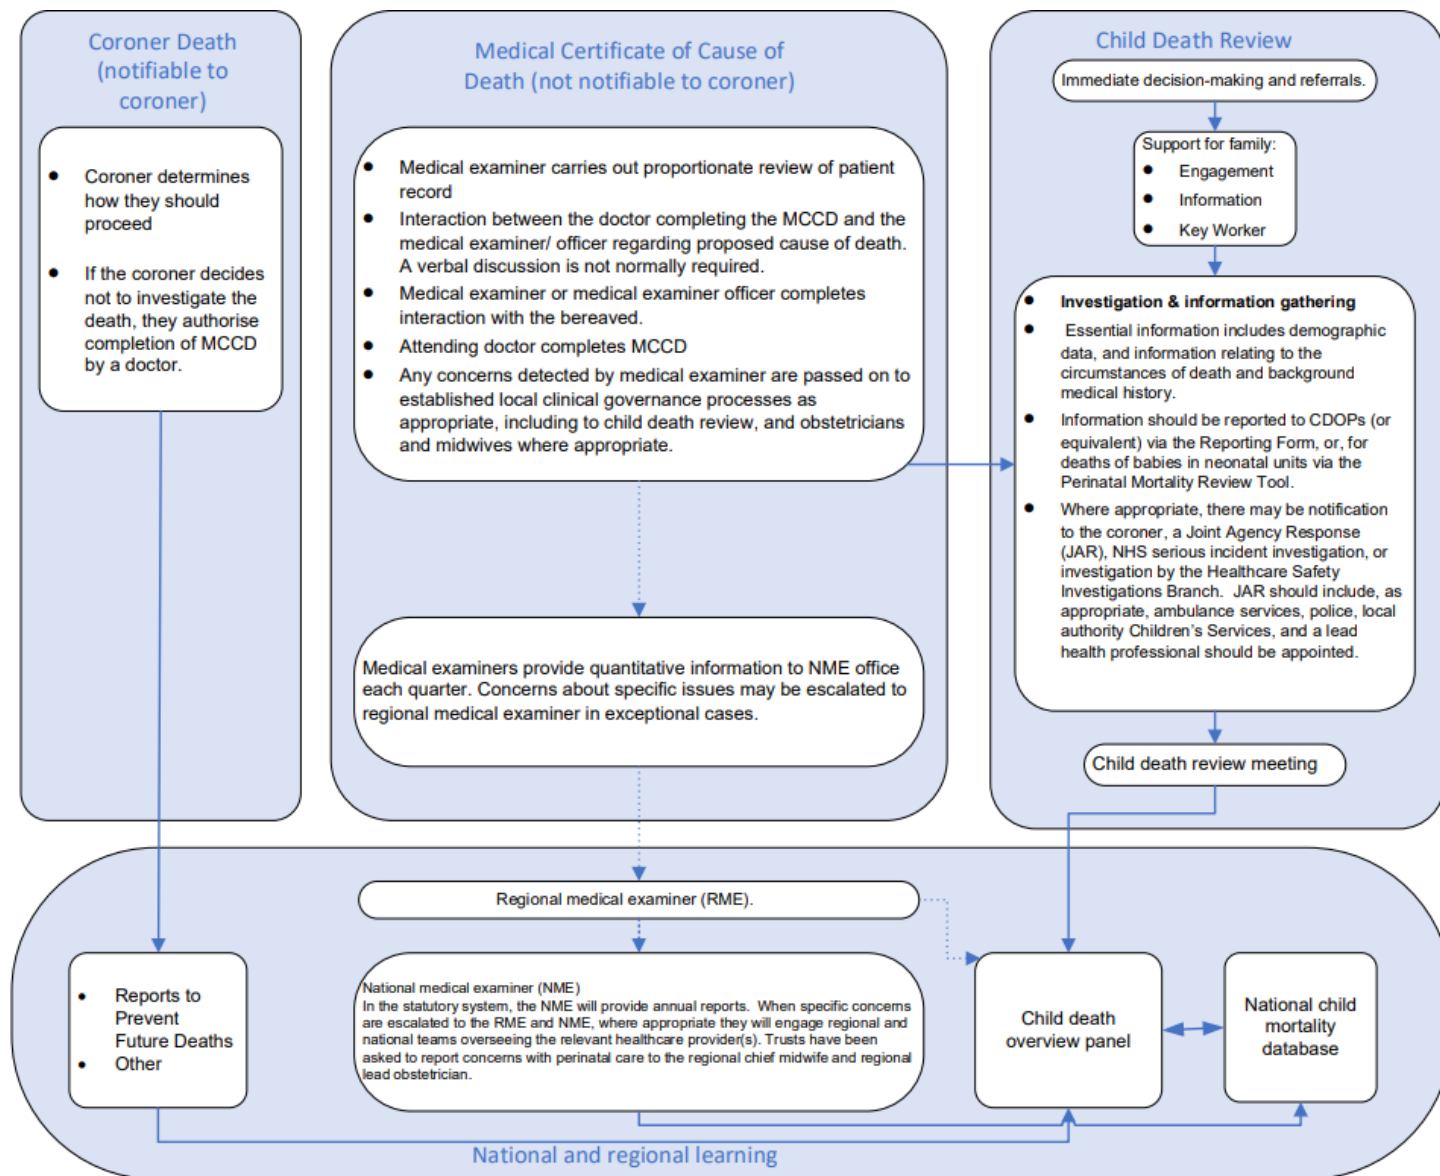 Coroner Death
(notifiable to
coroner)
● Coroner determines
how they should
proceed
● If the coroner decides
not to investigate the
death, they authorise
completion of MCCD
by a doctor.
Medical Certificate of Cause of
Death (not notifiable to coroner)
● Medical examiner carries out proportionate review of patient
record
● Interaction between the doctor completing the MCCD and the
medical examiner/ officer regarding proposed cause of death.
A verbal discussion is not normally required.
● Medical examiner or medical examiner officer completes
interaction with the bereaved.
● Attending doctor completes MCCD
● Any concerns detected by medical examiner are passed on to
established local clinical governance processes as
appropriate, including to child death review, and obstetricians
and midwives where appropriate.
Medical examiners provide quantitative information to NME office
each quarter. Concerns about specific issues may be escalated to
regional medical examiner in exceptional cases.
Child Death Review
Immediate decision-making and referrals.
Support for family:
● Engagement
● Information
● Key Worker
● Investigation & information gathering
● Essential information includes demographic
data, and information relating to the
circumstances of death and background
medical history.
● Information should be reported to CDOPs (or
equivalent) via the Reporting Form, or, for
deaths of babies in neonatal units via the
Perinatal Mortality Review Tool.
● Where appropriate, there may be notification
to the coroner, a Joint Agency Response
(JAR), NHS serious incident investigation, or
investigation by the Healthcare Safety
Investigations Branch. JAR should include, as
appropriate, ambulance services, police, local
authority Children's Services, and a lead
health professional should be appointed.
Child death review meeting
Regional medical examiner (RME).
• Reports to
Prevent
Future Deaths
• Other
National medical examiner (NME)
In the statutory system, the NME will provide annual reports. When specific concerns
are escalated to the RME and NME, where appropriate they will engage regional and
national teams overseeing the relevant healthcare provider(s). Trusts have been
asked to report concerns with perinatal care to the regional chief midwife and regional
lead obstetrician.
Child death
overview panel
National child
mortality
database
National and regional learning